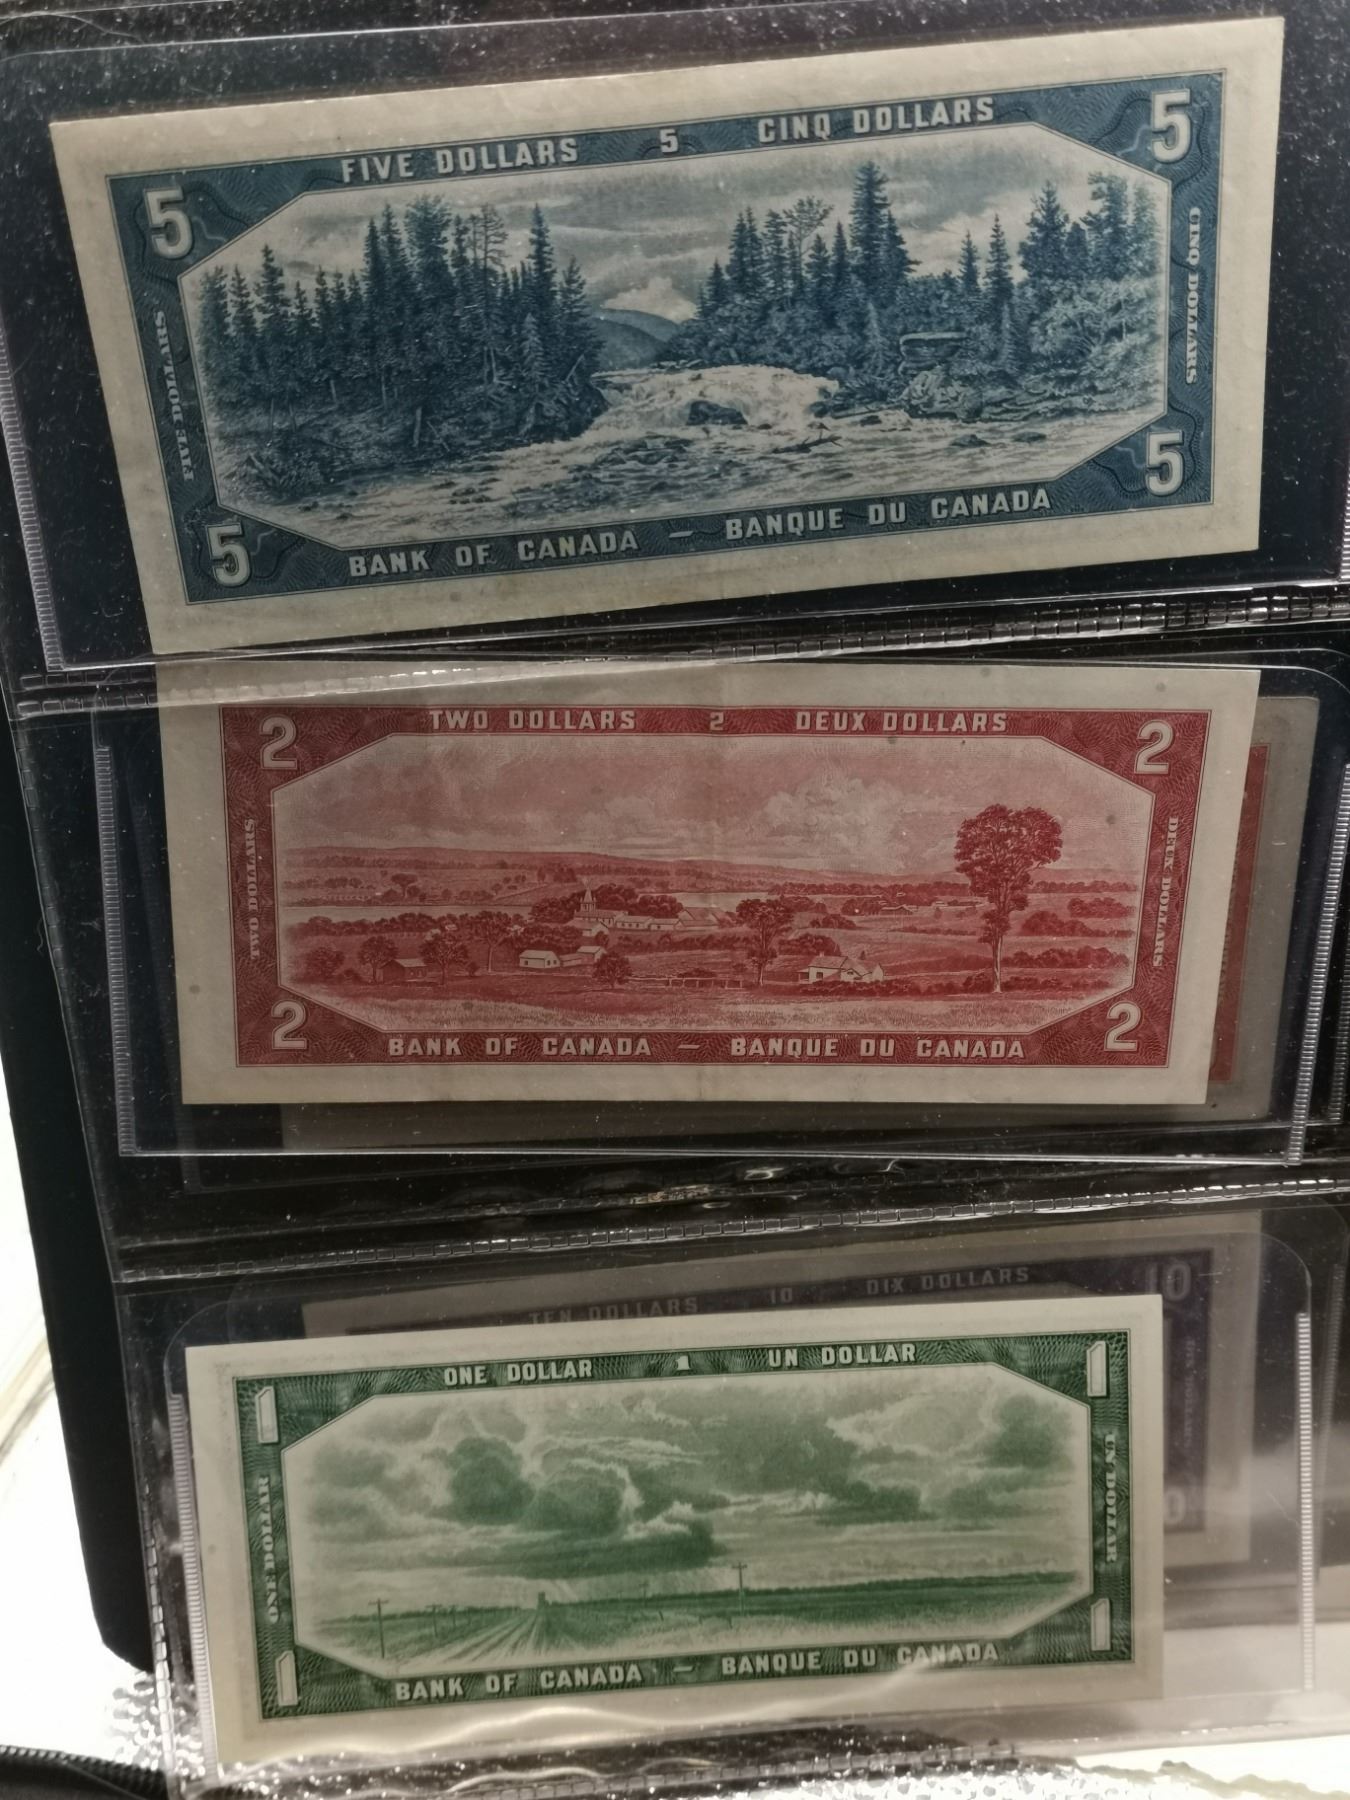 FIVE DOLLARS 5 CINQ DOLLARS
5 5
FIVE DOLLARS
CINQ DOLLARS
5 5
BANK OF CANADA — BANQUE DU CANADA
TWO DOLLARS 2 DEUX DOLLARS
2 2
TWO DOLLARS
DEUX DOLLARS
2 2
BANK OF CANADA — BANQUE DU CANADA
TEN DOLLARS 10 DIX DOLLARS 10
ONE DOLLAR 1 UN DOLLAR
1 1
ONE DOLLAR
UN DOLLAR
1 1
BANK OF CANADA — BANQUE DU CANADA